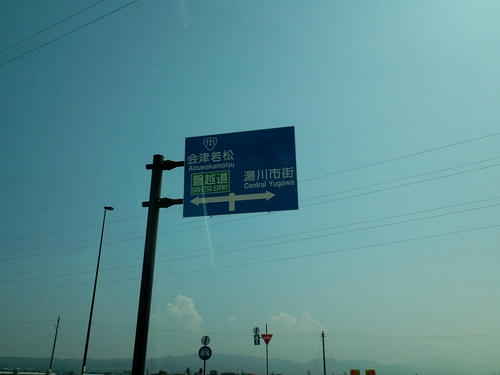 121
会津若松
Aizuwakamatsu
磐越道
BAN-ETSU EXPWY
湯川市街
Central Yugawa